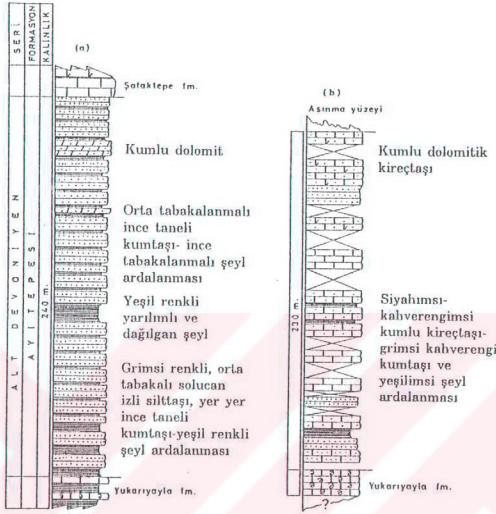 SERİ
FORMASYON
KALINLIK
ALT DEVONİYEN
AYITEPESİ
240 m.
(a)
Şafaktepe fm.
Kumlu dolomit
Orta tabakalanmalı
ince taneli
kumtaşı- ince
tabakalanmalı şeyl
ardalanması
Yeşil renkli
yarılımlı ve
dağılgan şeyl
Grimsi renkli, orta
tabakalı solucan
izli silttaşı, yer yer
ince taneli
kumtaşı-yeşil renkli
şeyl ardalanması
Yukarıyayla fm.
(b)
Aşınma yüzeyi
230 m.
Kumlu dolomitik
kireçtaşı
Siyahımsı-
kahverengimsi
kumlu kireçtaşı-
grimsi kahverengi
kumtaşı ve
yeşilimsi şeyl
ardalanması
Yukarıyayla fm.
?